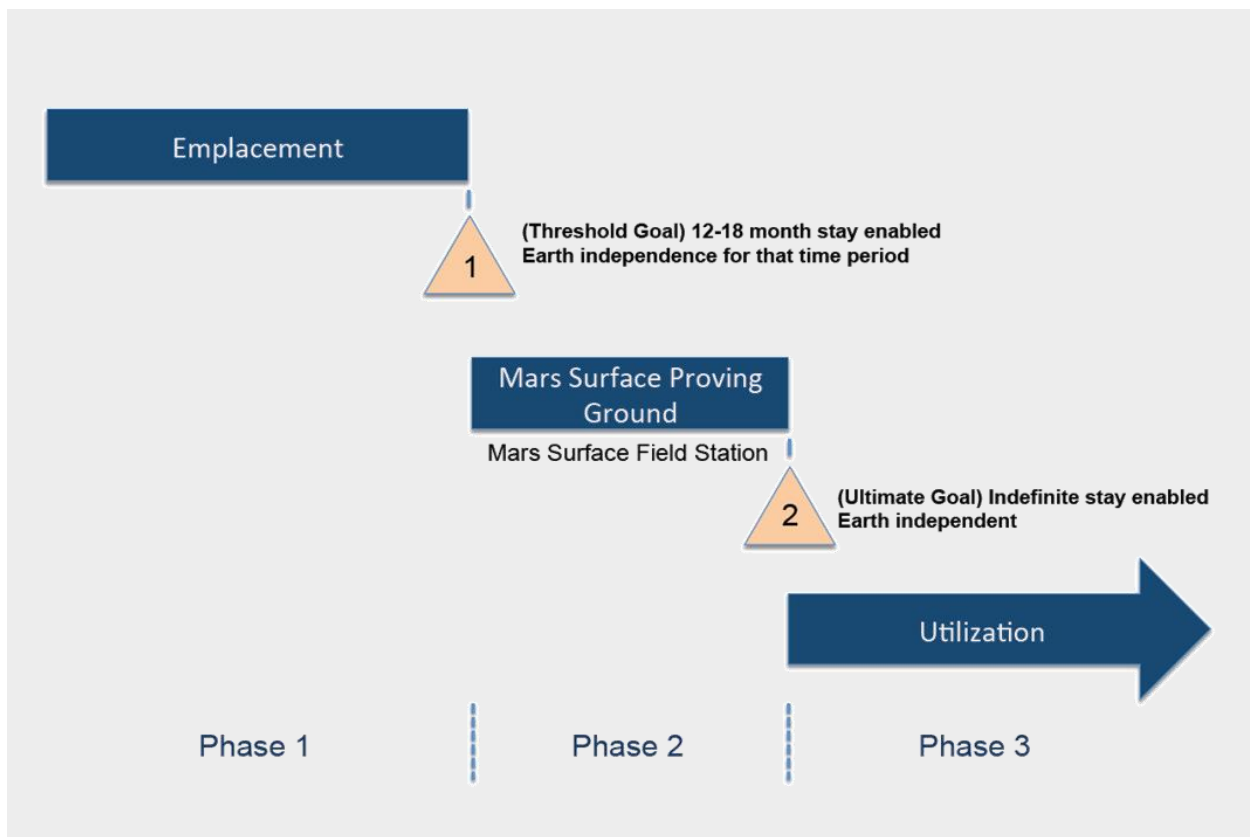 Emplacement
1
(Threshold Goal) 12-18 month stay enabled
Earth independence for that time period
Mars Surface Proving
Ground
Mars Surface Field Station
2
(Ultimate Goal) Indefinite stay enabled
Earth independent
Utilization
Phase 1
Phase 2
Phase 3